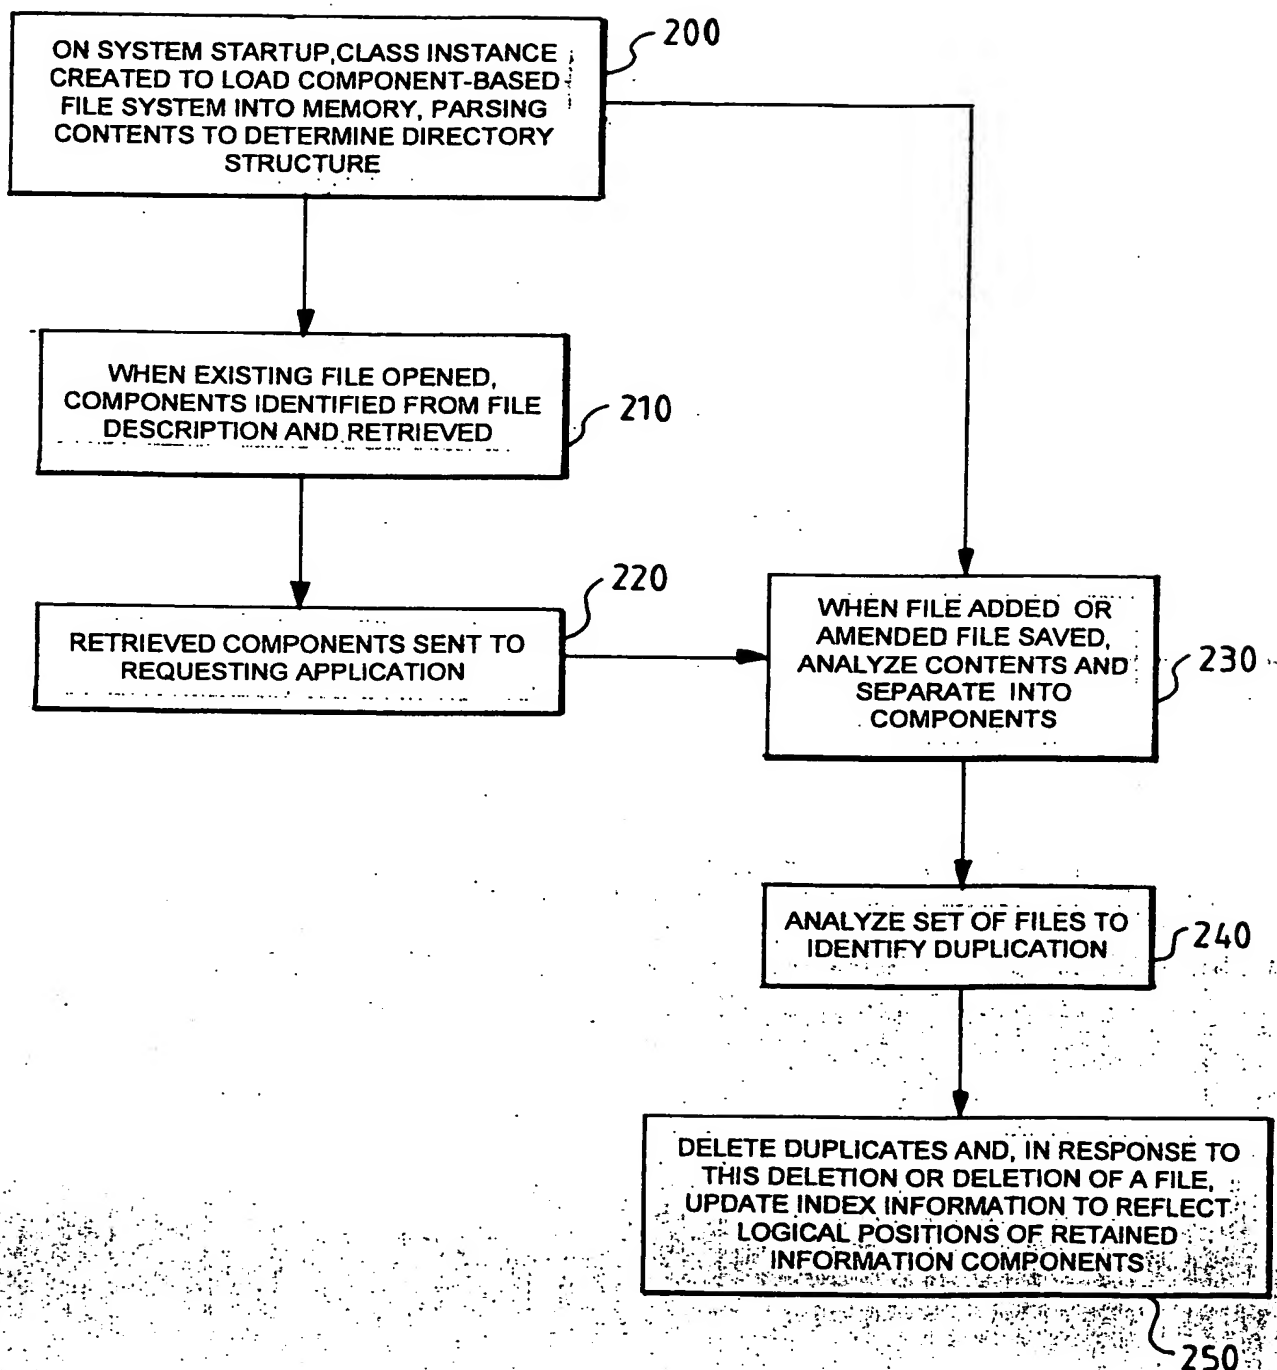 ON SYSTEM STARTUP,CLASS INSTANCE
CREATED TO LOAD COMPONENT-BASED
FILE SYSTEM INTO MEMORY, PARSING
CONTENTS TO DETERMINE DIRECTORY
STRUCTURE
200
WHEN EXISTING FILE OPENED,
COMPONENTS IDENTIFIED FROM FILE
DESCRIPTION AND RETRIEVED
210
RETRIEVED COMPONENTS SENT TO
REQUESTING APPLICATION
220
WHEN FILE ADDED OR
AMENDED FILE SAVED,
ANALYZE CONTENTS AND
SEPARATE INTO
COMPONENTS
230
ANALYZE SET OF FILES TO
IDENTIFY DUPLICATION
240
DELETE DUPLICATES AND, IN RESPONSE TO
THIS DELETION OR DELETION OF A FILE,
UPDATE INDEX INFORMATION TO REFLECT
LOGICAL POSITIONS OF RETAINED
INFORMATION COMPONENTS
250